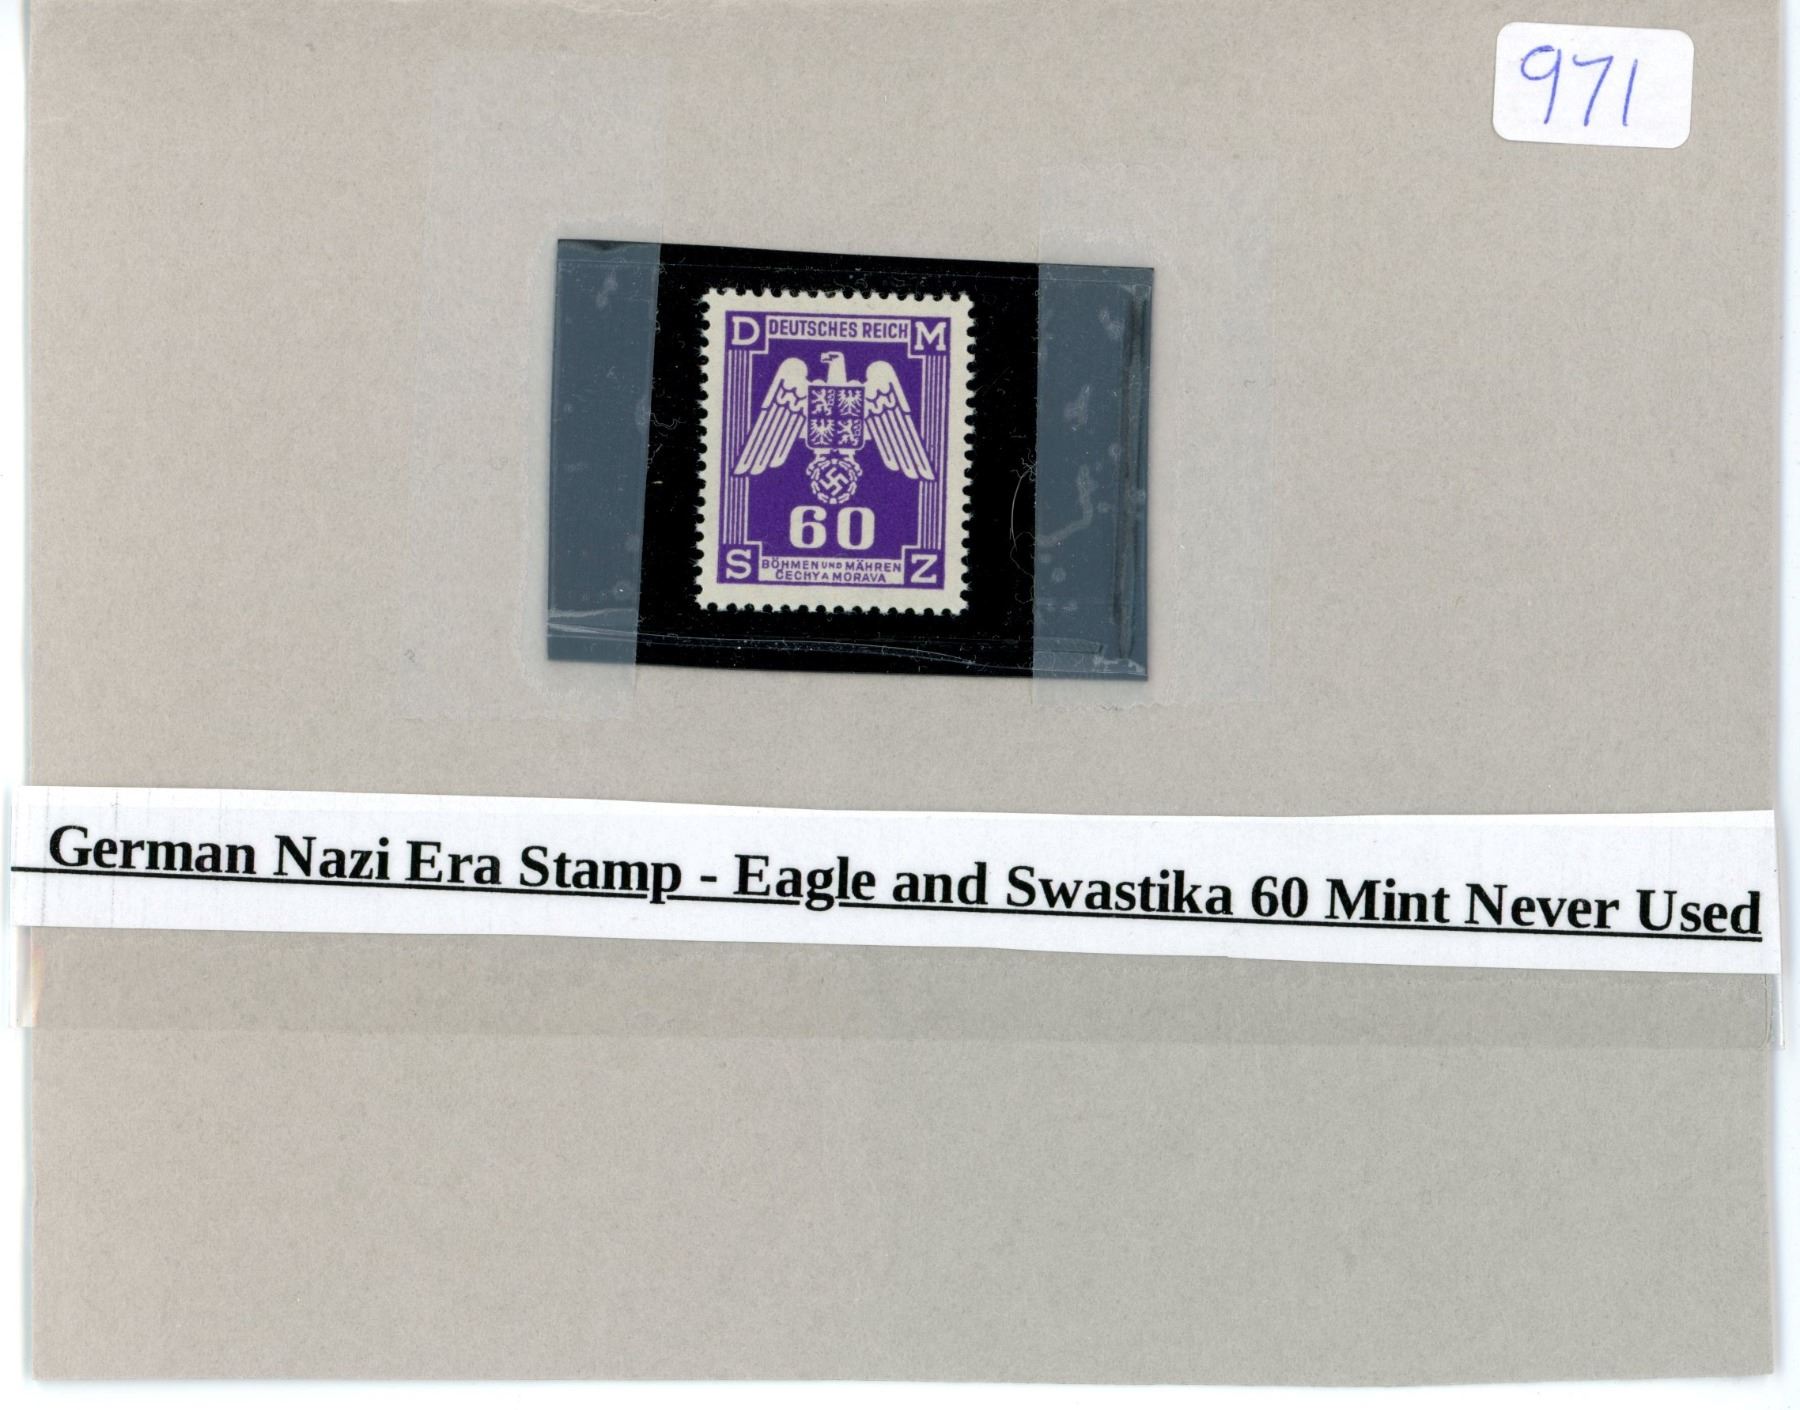 971
D DEUTSCHES REICH M
60
S BÖHMEN UND MÄHREN Z
ČECHY A MORAVA
German Nazi Era Stamp - Eagle and Swastika 60 Mint Never Used